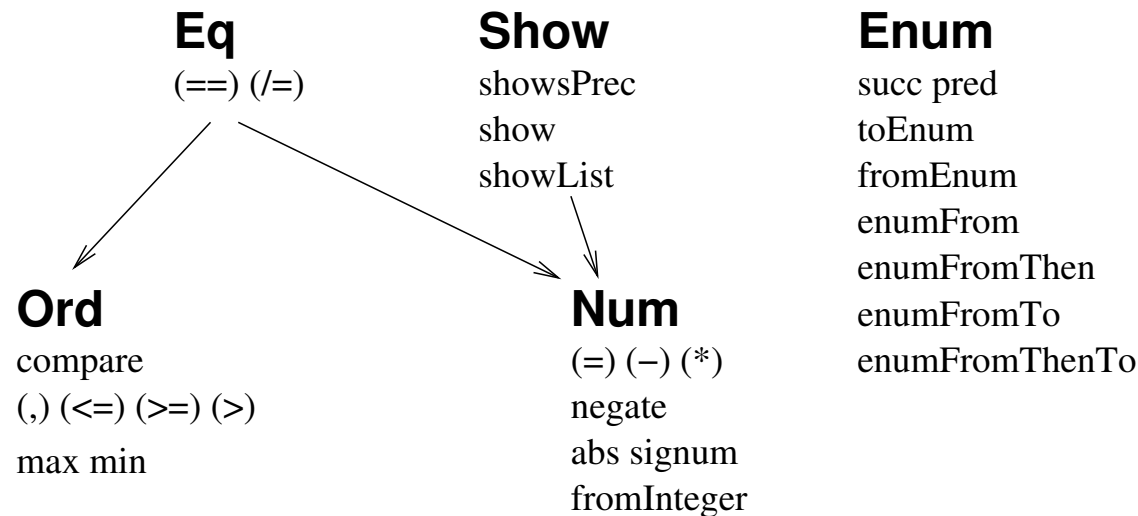 Eq
(==) (/=)
Show
showsPrec
show
showList
Enum
succ pred
toEnum
fromEnum
enumFrom
enumFromThen
enumFromTo
enumFromThenTo
Ord
compare
(,) (<=) (>=) (>)
max min
Num
(=) (−) (*)
negate
abs signum
fromInteger